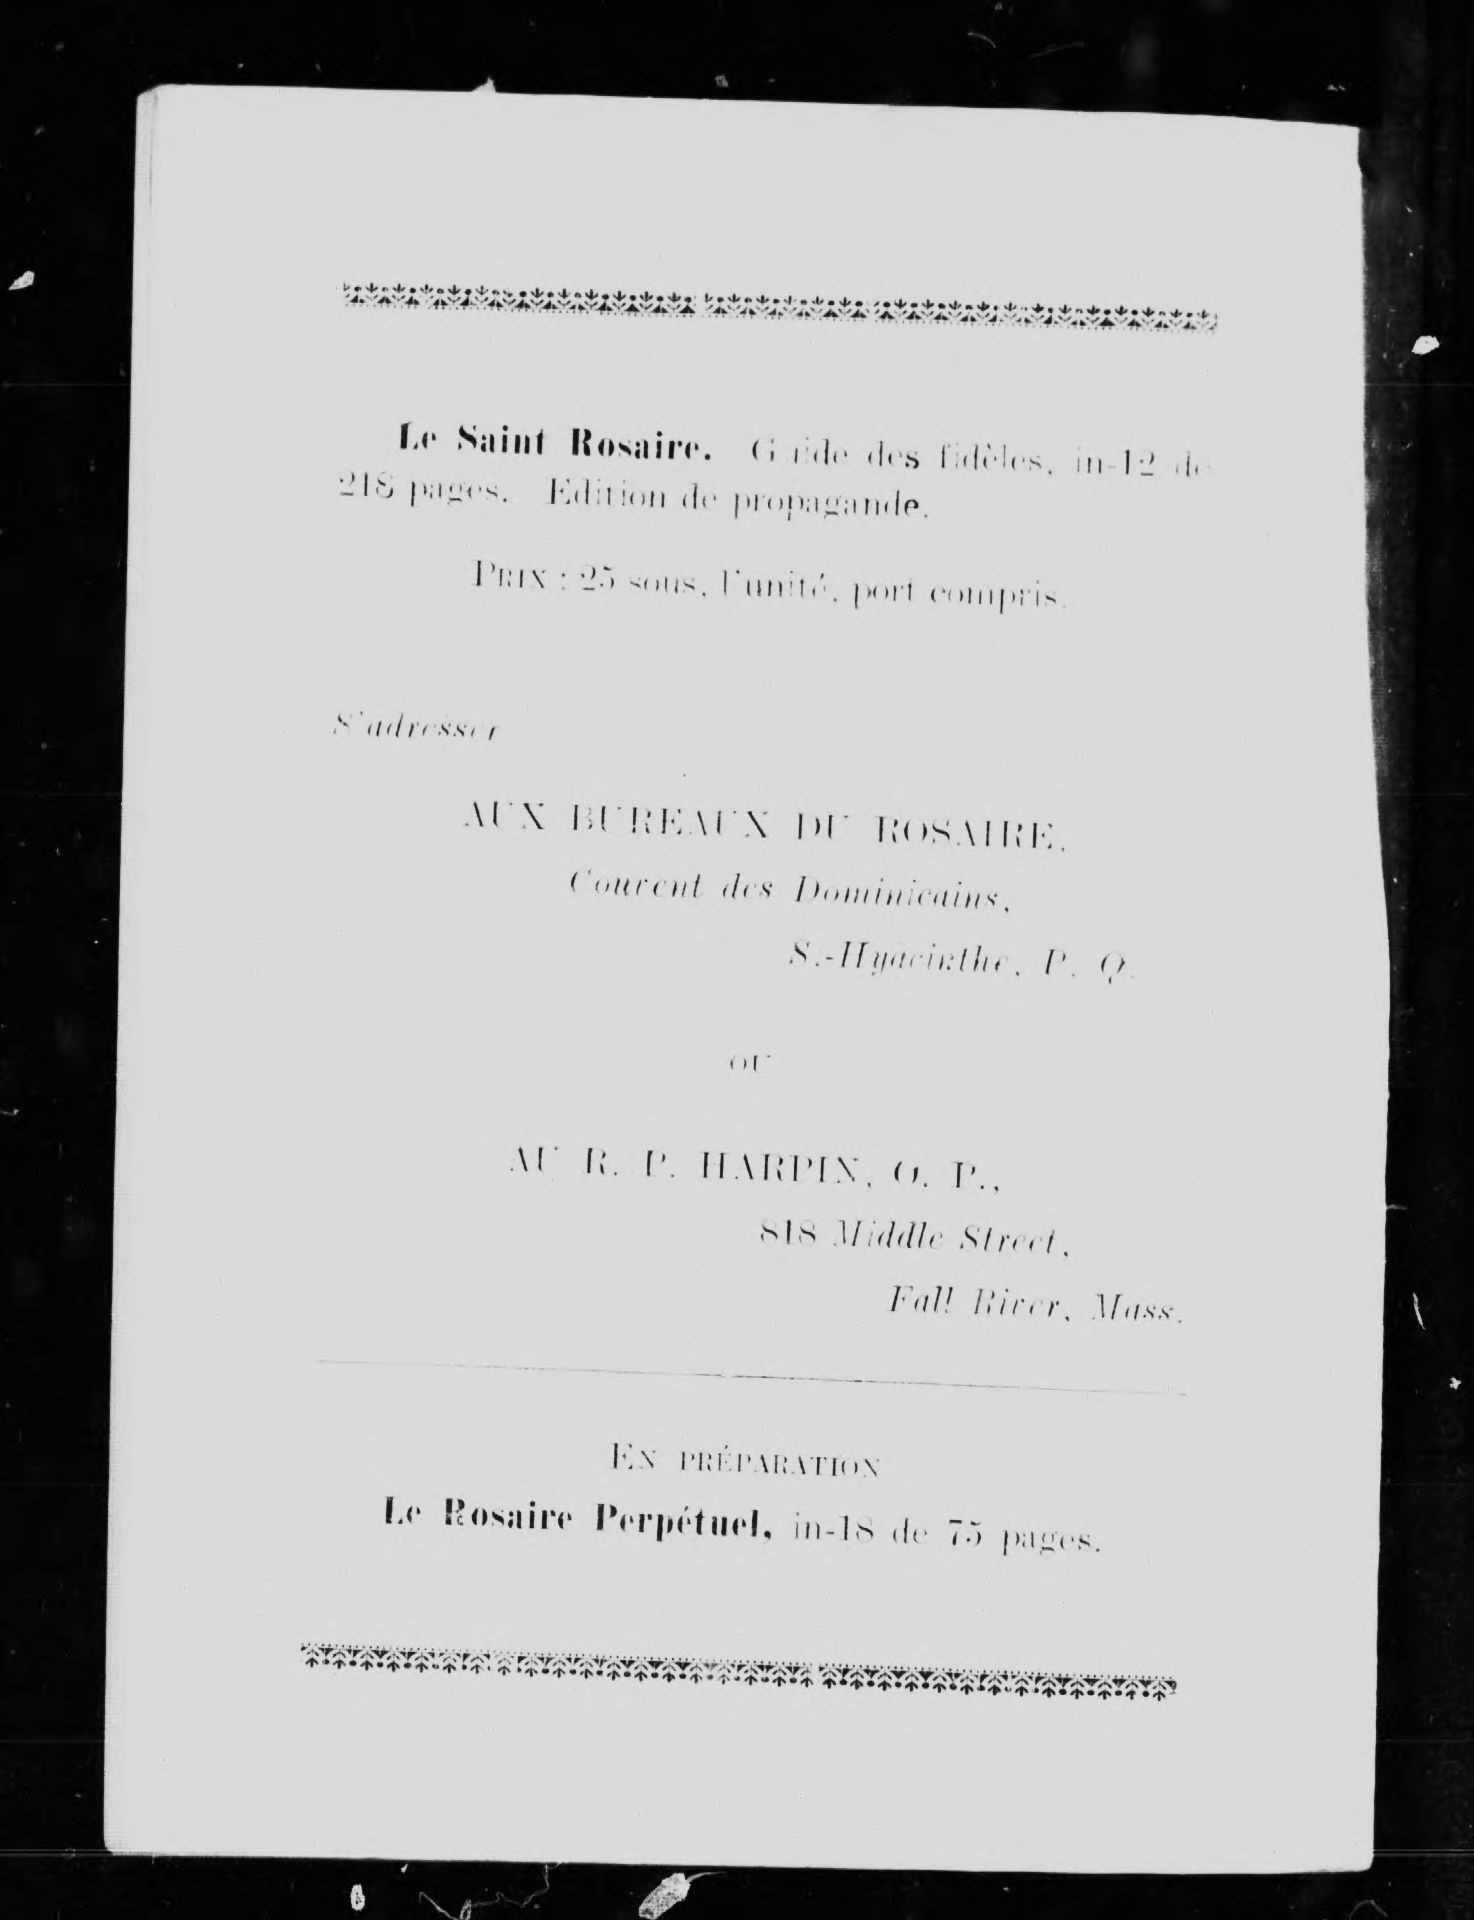 Le Saint Rosaire. Guide des fidèles, in-12 de
218 pages. Edition de propagande.
PRIX : 25 sous, l'unité, port compris.
S'adresser
AUX BUREAUX DU ROSAIRE,
Couvent des Dominicains,
S.-Hyacinthe, P. Q.
OU
AU R. P. HARPIN, O. P.,
818 Middle Street,
Fall River, Mass.
EN PRÉPARATION
Le Rosaire Perpétuel, in-18 de 75 pages.